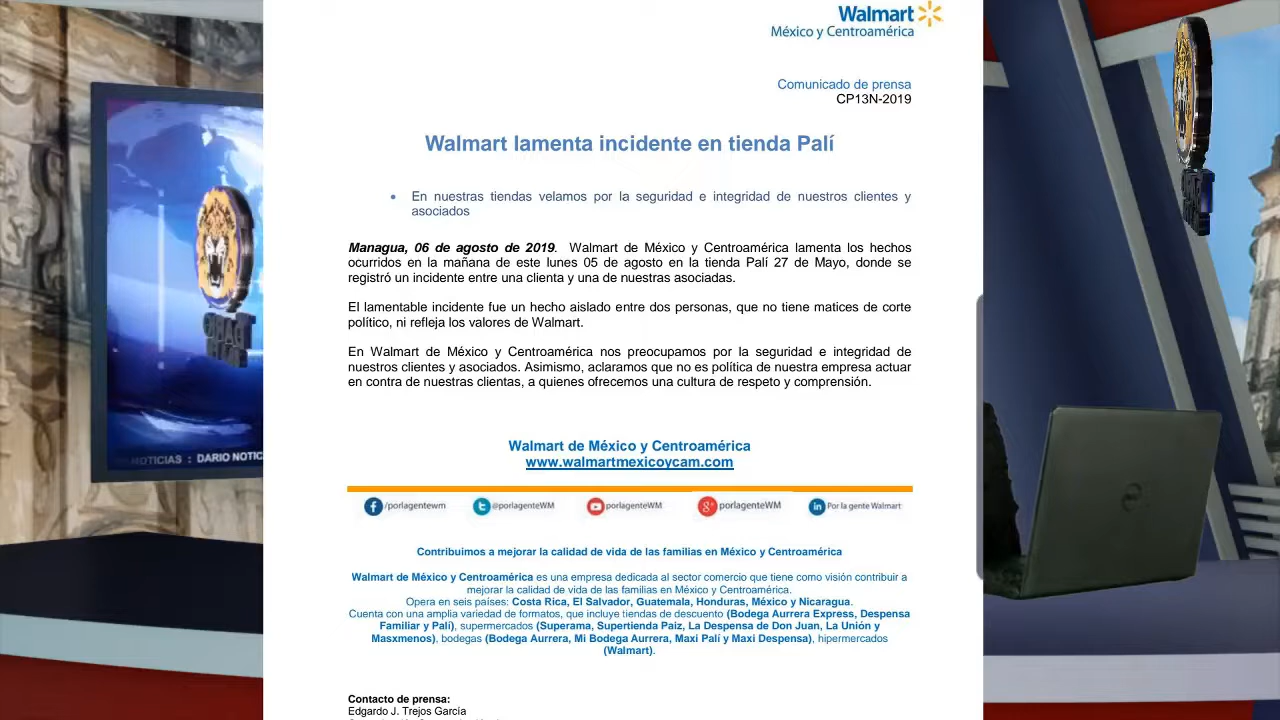 Walmart
México y Centroamérica
Comunicado de prensa
CP13N-2019
Walmart lamenta incidente en tienda Palí
• En nuestras tiendas velamos por la seguridad e integridad de nuestros clientes y
asociados
Managua, 06 de agosto de 2019. Walmart de México y Centroamérica lamenta los hechos
ocurridos en la mañana de este lunes 05 de agosto en la tienda Palí 27 de Mayo, donde se
registró un incidente entre una clienta y una de nuestras asociadas.
El lamentable incidente fue un hecho aislado entre dos personas, que no tiene matices de corte
político, ni refleja los valores de Walmart.
En Walmart de México y Centroamérica nos preocupamos por la seguridad e integridad de
nuestros clientes y asociados. Asimismo, aclaramos que no es política de nuestra empresa actuar
en contra de nuestras clientas, a quienes ofrecemos una cultura de respeto y comprensión.
NOTICIAS : DARIO NOTIC
Walmart de México y Centroamérica
www.walmartmexicoycam.com
/porlagentewm
@porlagenteWM
porlagenteWM
porlagenteWM
Por la gente Walmart
Contribuimos a mejorar la calidad de vida de las familias en México y Centroamérica
Walmart de México y Centroamérica es una empresa dedicada al sector comercio que tiene como visión contribuir a
mejorar la calidad de vida de las familias en México y Centroamérica.
Opera en seis países: Costa Rica, El Salvador, Guatemala, Honduras, México y Nicaragua.
Cuenta con una amplia variedad de formatos, que incluye tiendas de descuento (Bodega Aurrera Express, Despensa
Familiar y Palí), supermercados (Superama, Supertienda Paiz, La Despensa de Don Juan, La Unión y
Masxmenos), bodegas (Bodega Aurrera, Mi Bodega Aurrera, Maxi Palí y Maxi Despensa), hipermercados
(Walmart).
Contacto de prensa:
Edgardo J. Trejos García